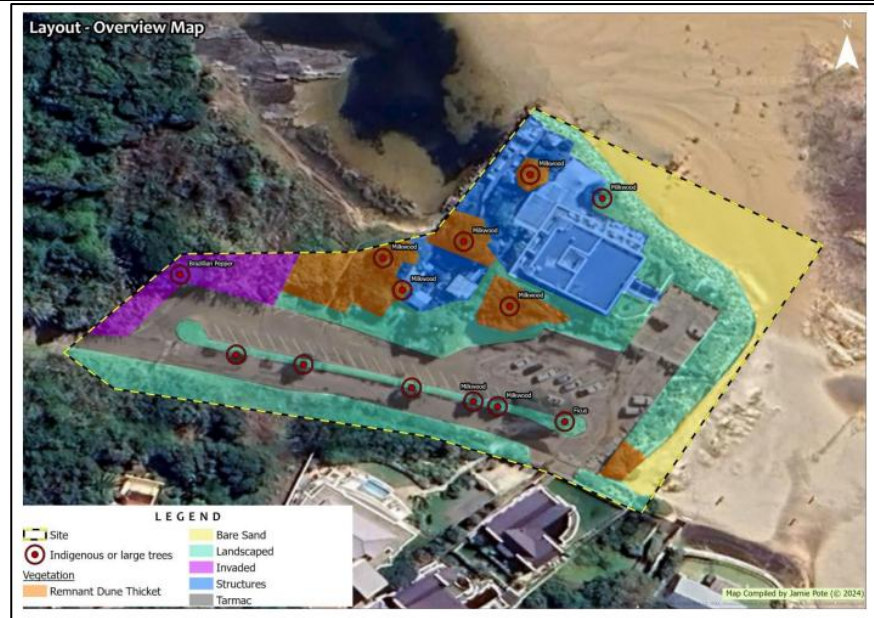 Layout - Overview Map
N
Milkwood
Milkwood
Milkwood
Milkwood
Brazillian Pepper
Milkwood
Milkwood
Milkwood
Milkwood
Ficus
LEGEND
Site
Indigenous or large trees
Vegetation
Remnant Dune Thicket
Bare Sand
Landscaped
Invaded
Structures
Tarmac
Map Compiled by Jamie Pote (© 2024)